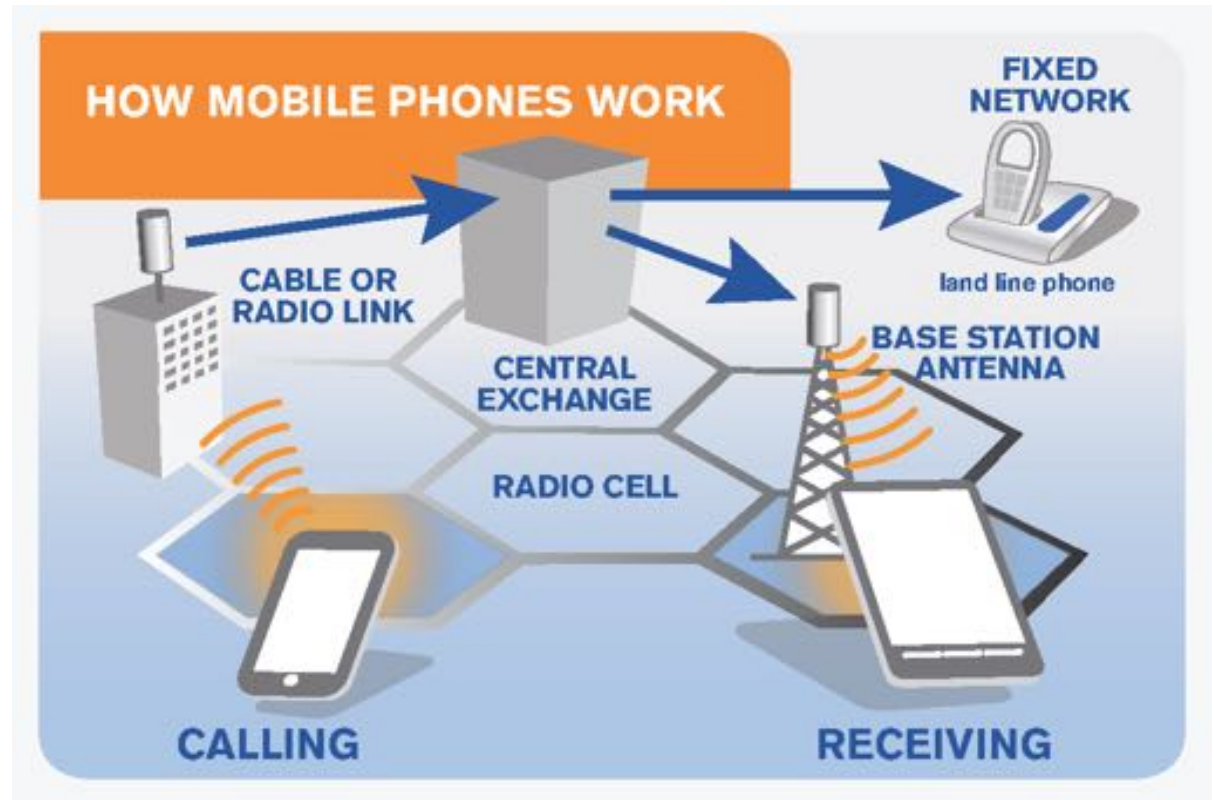 HOW MOBILE PHONES WORK
FIXED
NETWORK
land line phone
CABLE OR
RADIO LINK
CENTRAL
EXCHANGE
BASE STATION
ANTENNA
RADIO CELL
CALLING
RECEIVING